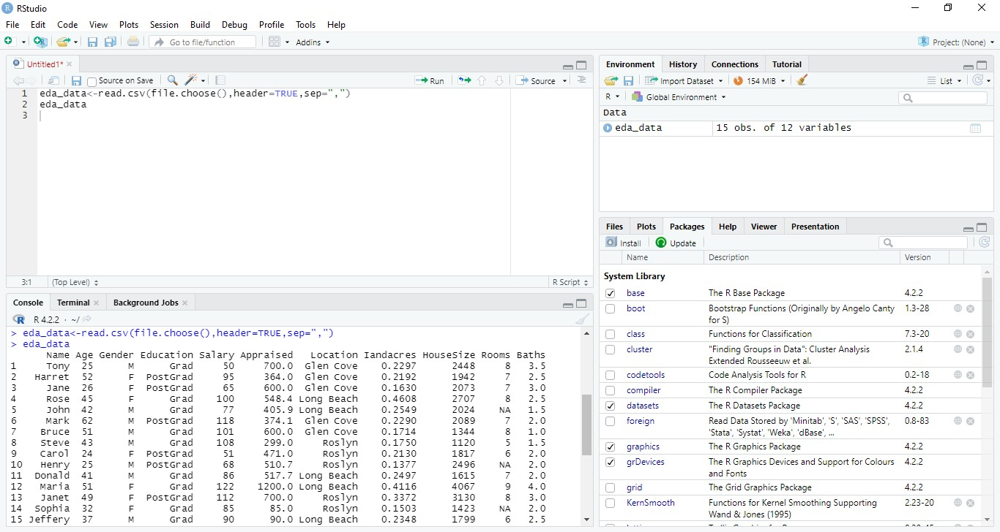 RStudio
File Edit Code View Plots Session Build Debug Profile Tools Help
Go to file/function Addins Project: (None)
Untitled1*
Source on Save Run Source
1 eda_data<-read.csv(file.choose(),header=TRUE,sep=",")
2 eda_data
3
3:1 (Top Level) R Script
Console Terminal Background Jobs
R 4.2.2 · ~/
> eda_data<-read.csv(file.choose(),header=TRUE,sep=",")
> eda_data
Name Age Gender Education Salary Appraised Location Iandacres HouseSize Rooms Baths
1 Tony 25 M Grad 50 700.0 Glen Cove 0.2297 2448 8 3.5
2 Harret 52 F PostGrad 95 364.0 Glen Cove 0.2192 1942 7 2.5
3 Jane 26 F PostGrad 65 600.0 Glen Cove 0.1630 2073 7 3.0
4 Rose 45 F Grad 100 548.4 Long Beach 0.4608 2707 8 2.5
5 John 42 M Grad 77 405.9 Long Beach 0.2549 2024 NA 1.5
6 Mark 62 M PostGrad 118 374.1 Glen Cove 0.2290 2089 7 2.0
7 Bruce 51 M Grad 101 600.0 Glen Cove 0.1714 1344 8 1.0
8 Steve 43 M Grad 108 299.0 Roslyn 0.1750 1120 5 1.5
9 Carol 24 F PostGrad 51 471.0 Roslyn 0.2130 1817 6 2.0
10 Henry 25 M PostGrad 68 510.7 Roslyn 0.1377 2496 NA 2.0
11 Donald 41 M Grad 86 517.7 Long Beach 0.2497 1615 7 2.0
12 Maria 51 F Grad 122 1200.0 Long Beach 0.4116 4067 9 4.0
13 Janet 49 F PostGrad 112 700.0 Roslyn 0.3372 3130 8 3.0
14 Sophia 32 F Grad 85 85.0 Roslyn 0.1503 1423 NA 2.0
15 Jeffery 37 M Grad 90 90.0 Long Beach 0.2348 1799 6 2.5
Environment History Connections Tutorial
Import Dataset 154 MiB List
R Global Environment
Data
eda_data 15 obs. of 12 variables
Files Plots Packages Help Viewer Presentation
Install Update
Name Description Version
System Library
base The R Base Package 4.2.2
boot Bootstrap Functions (Originally by Angelo Canty 1.3-28
for S)
class Functions for Classification 7.3-20
cluster "Finding Groups in Data": Cluster Analysis 2.1.4
Extended Rousseeuw et al.
codetools Code Analysis Tools for R 0.2-18
compiler The R Compiler Package 4.2.2
datasets The R Datasets Package 4.2.2
foreign Read Data Stored by 'Minitab', 'S', 'SAS', 'SPSS', 0.8-83
'Stata', 'Systat', 'Weka', 'dBase', ...
graphics The R Graphics Package 4.2.2
grDevices The R Graphics Devices and Support for Colours 4.2.2
and Fonts
grid The Grid Graphics Package 4.2.2
KernSmooth Functions for Kernel Smoothing Supporting 2.23-20
Wand & Jones (1995)